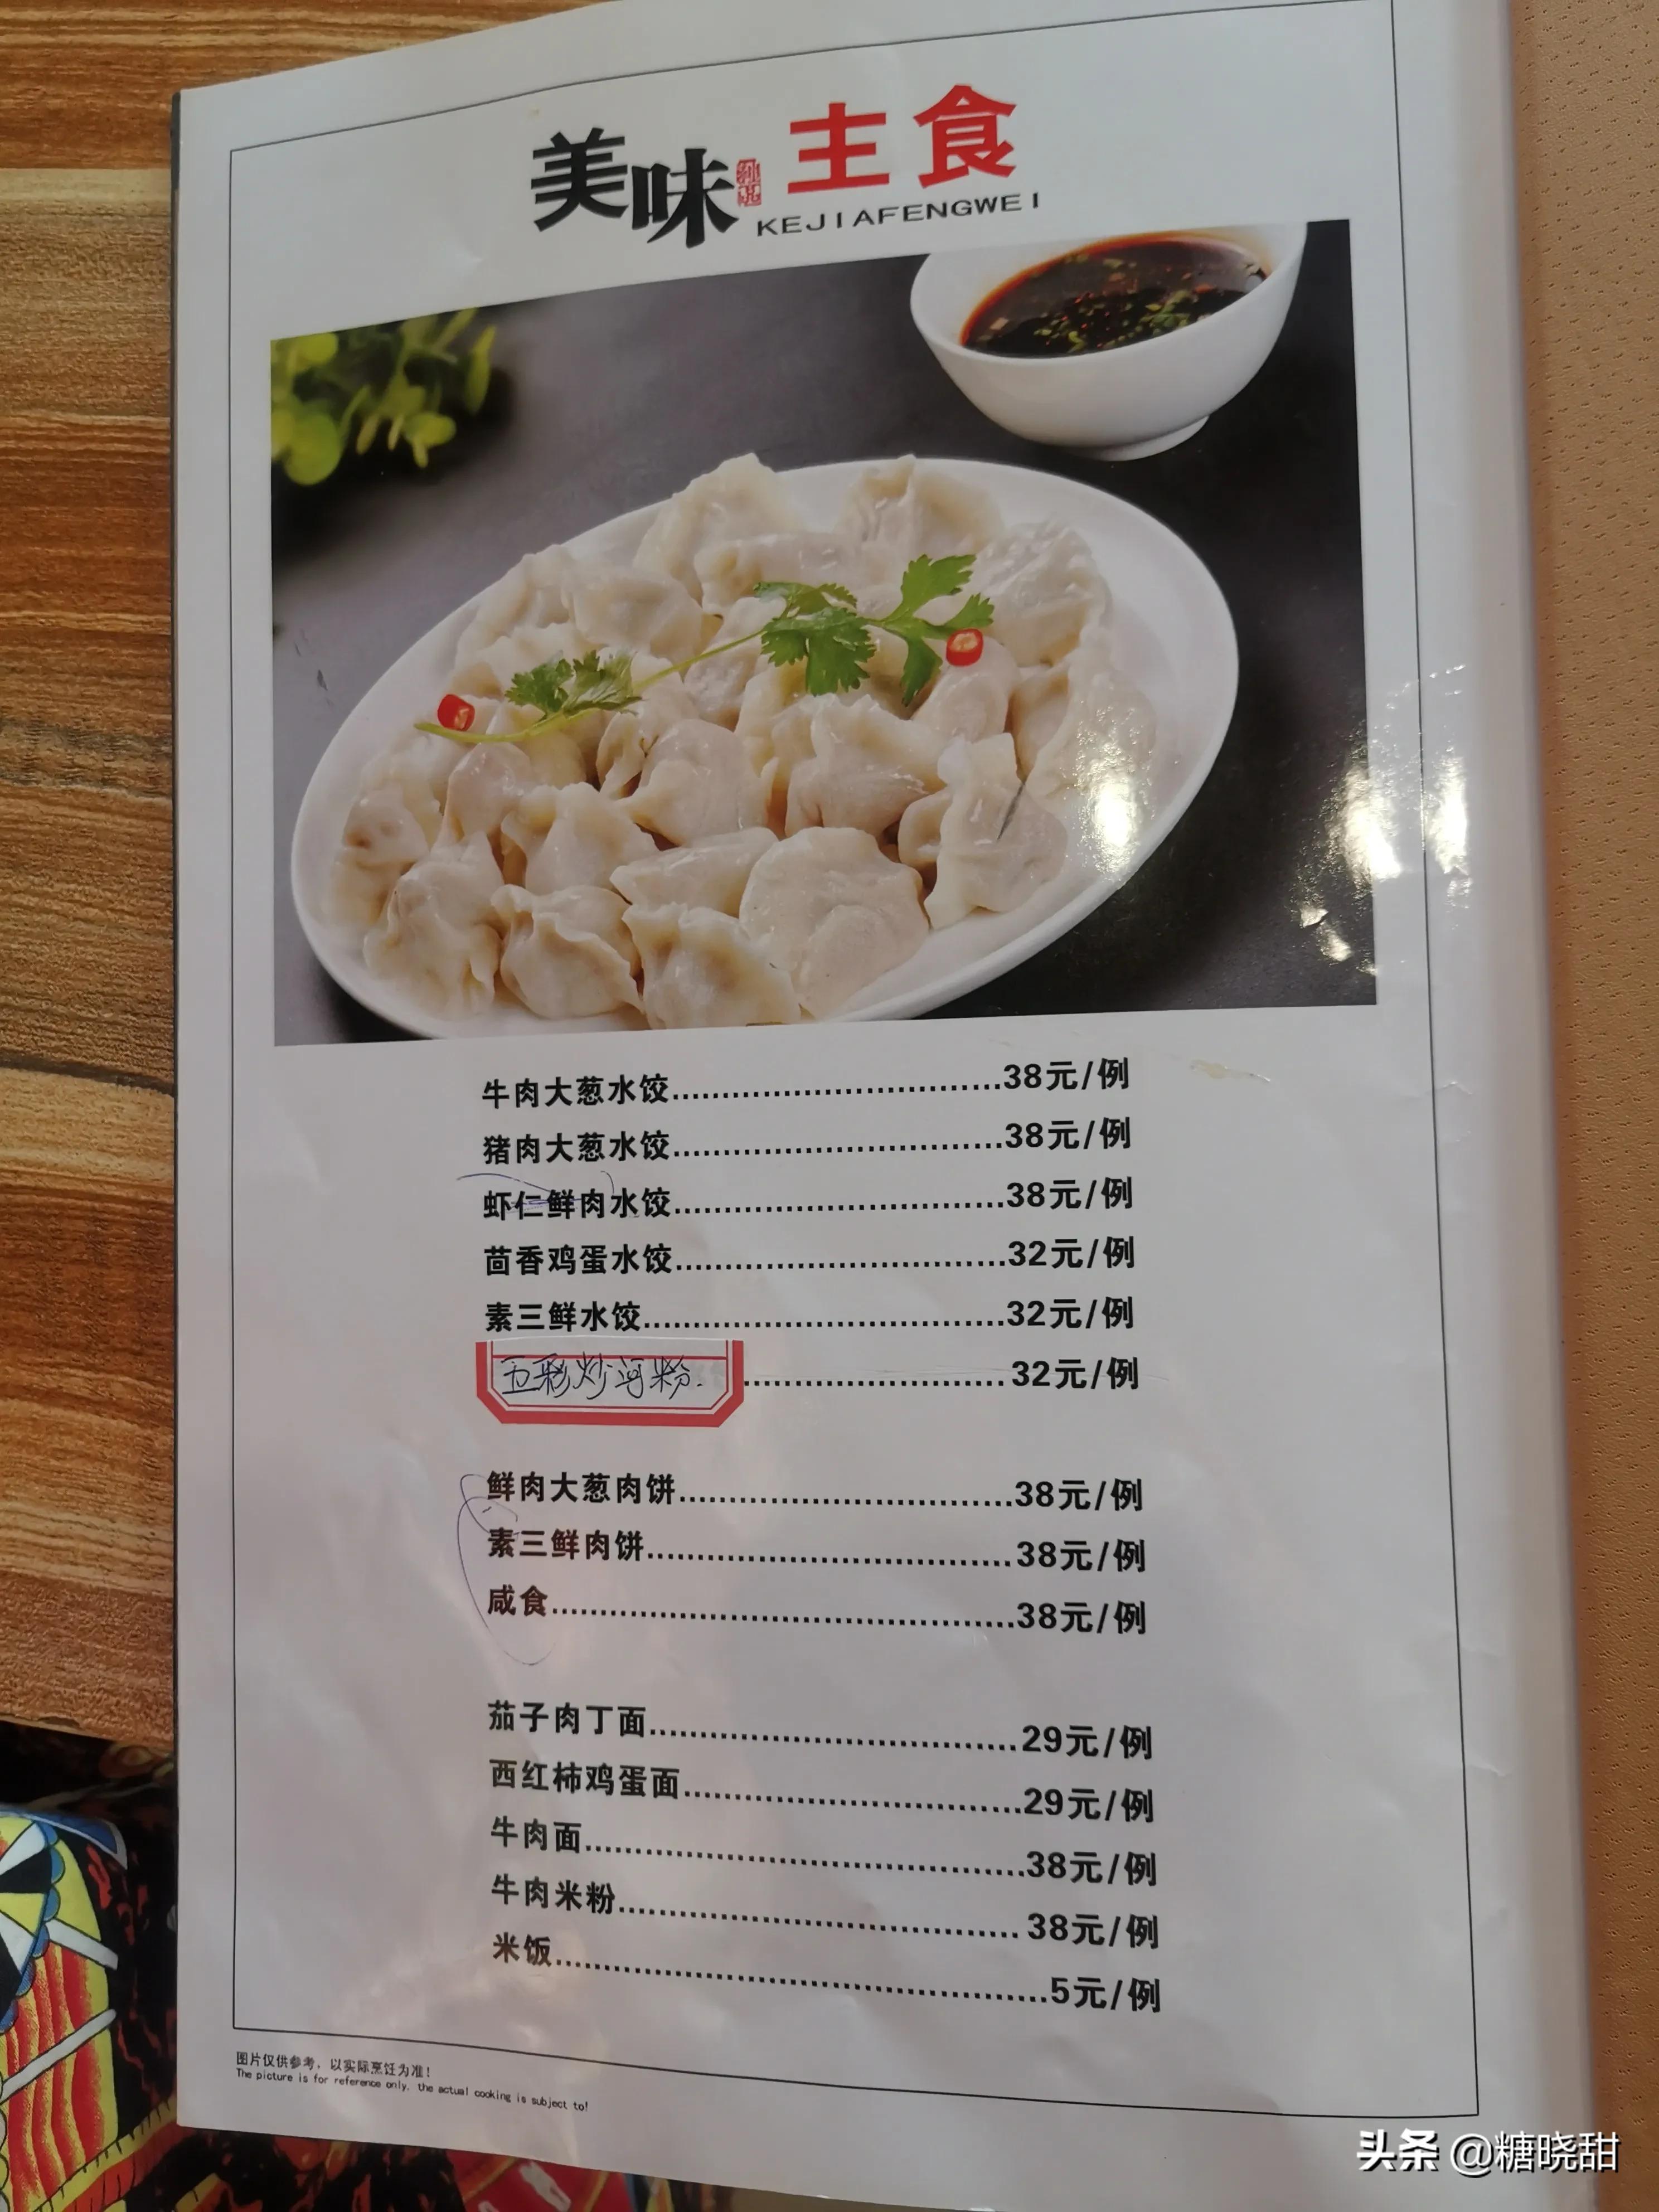 美味主食
KEJIAFENGWEI
牛肉大葱水饺......38元/例
猪肉大葱水饺......38元/例
虾仁鲜肉水饺......38元/例
茴香鸡蛋水饺......32元/例
素三鲜水饺......32元/例
五彩炒河粉......32元/例
鲜肉大葱肉饼......38元/例
素三鲜肉饼......38元/例
咸食......38元/例
茄子肉丁面......29元/例
西红柿鸡蛋面......29元/例
牛肉面......38元/例
牛肉米粉......38元/例
米饭......5元/例
图片仅供参考，以实际烹饪为准！
The picture is for reference only, the actual cooking is subject to!
头条 @糖晓甜